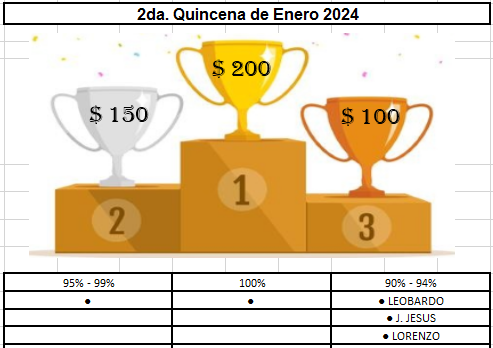 2da. Quincena de Enero 2024
$ 200
$ 150
$ 100
1
2
3
95% - 99% 100% 90% - 94%
● ● ● LEOBARDO
● J. JESUS
● LORENZO